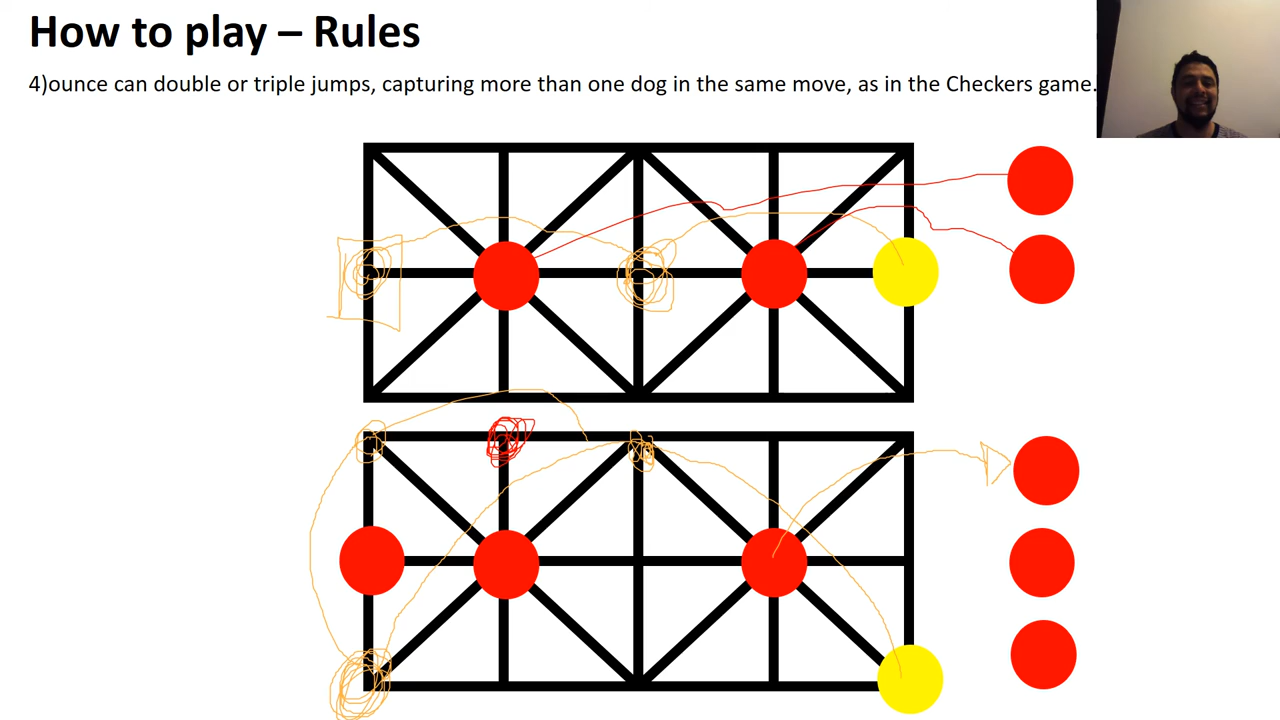 How to play – Rules
4)ounce can double or triple jumps, capturing more than one dog in the same move, as in the Checkers game.